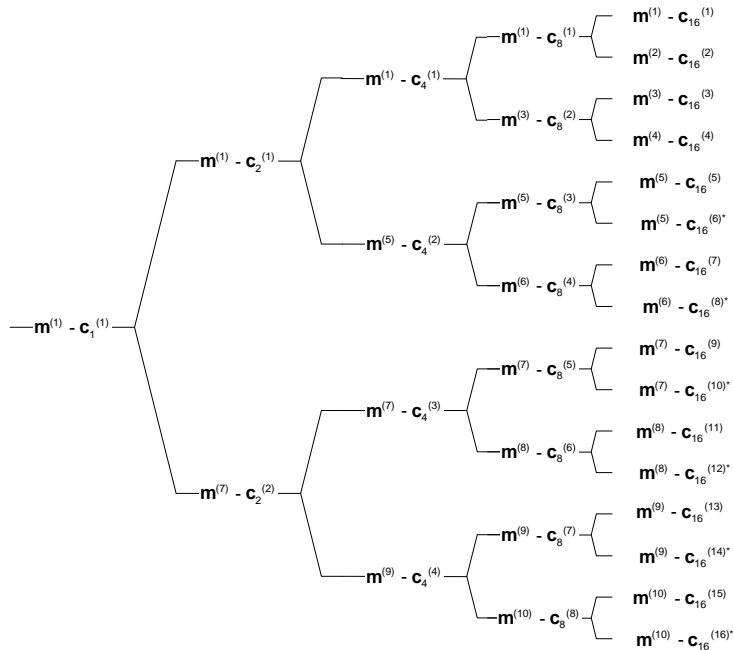 m(1) - c16(1)
m(1) - c8(1)
m(2) - c16(2)
m(1) - c4(1)
m(3) - c16(3)
m(3) - c8(2)
m(4) - c16(4)
m(1) - c2(1)
m(5) - c16(5)
m(5) - c8(3)
m(5) - c16(6)*
m(5) - c4(2)
m(6) - c16(7)
m(6) - c8(4)
m(6) - c16(8)*
m(1) - c1(1)
m(7) - c16(9)
m(7) - c8(5)
m(7) - c16(10)*
m(7) - c4(3)
m(8) - c16(11)
m(8) - c8(6)
m(8) - c16(12)*
m(7) - c2(2)
m(9) - c16(13)
m(9) - c8(7)
m(9) - c16(14)*
m(9) - c4(4)
m(10) - c16(15)
m(10) - c8(8)
m(10) - c16(16)*